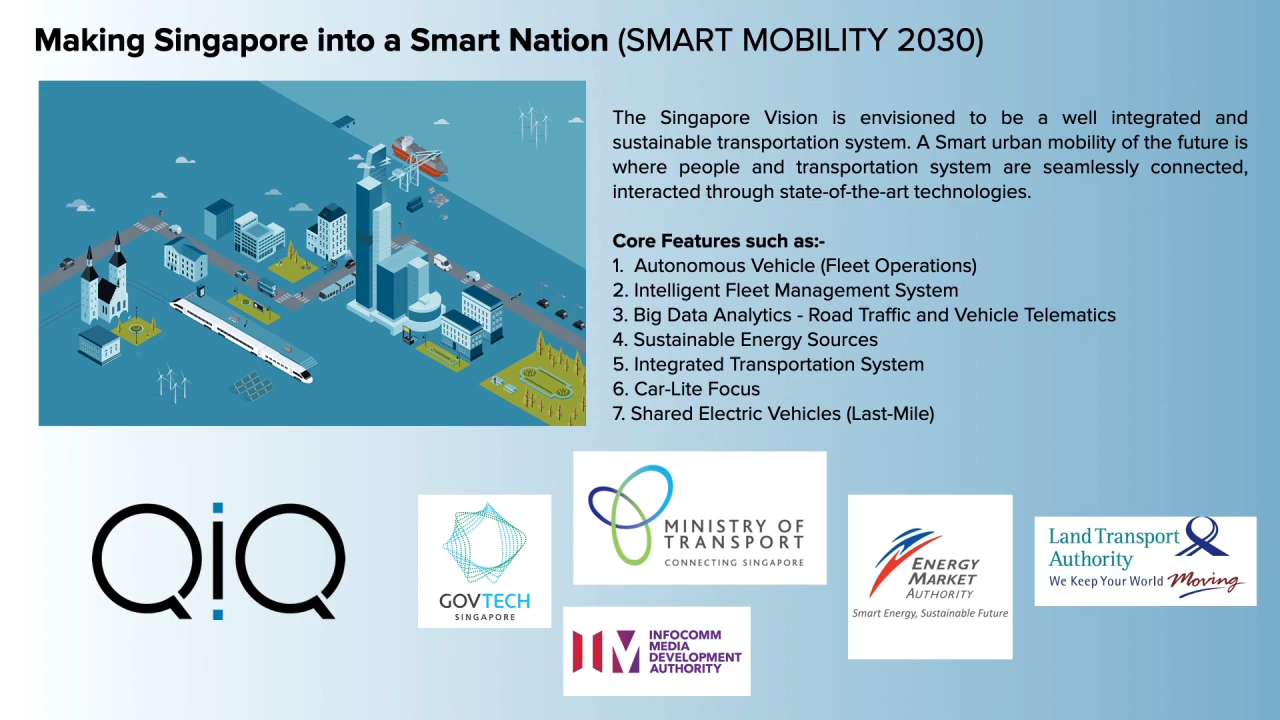 Making Singapore into a Smart Nation (SMART MOBILITY 2030)
The Singapore Vision is envisioned to be a well integrated and
sustainable transportation system. A Smart urban mobility of the future is
where people and transportation system are seamlessly connected,
interacted through state-of-the-art technologies.
Core Features such as:-
1. Autonomous Vehicle (Fleet Operations)
2. Intelligent Fleet Management System
3. Big Data Analytics - Road Traffic and Vehicle Telematics
4. Sustainable Energy Sources
5. Integrated Transportation System
6. Car-Lite Focus
7. Shared Electric Vehicles (Last-Mile)
QiQ
GOVTECH
SINGAPORE
MINISTRY OF
TRANSPORT
CONNECTING SINGAPORE
INFOCOMM
MEDIA
DEVELOPMENT
AUTHORITY
ENERGY
MARKET
AUTHORITY
Smart Energy, Sustainable Future
Land Transport
Authority
We Keep Your World Moving